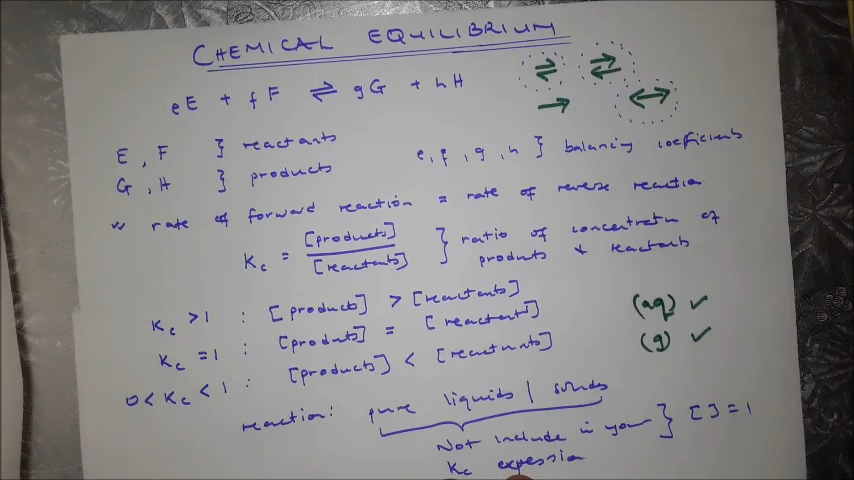 CHEMICAL EQUILIBRIUM
eE + fF ⇌ gG + hH
E, F } reactants
G, H } products
e, f, g, h } balancing coefficients
rate of forward reaction = rate of reverse reaction
Kc = [products] / [reactants] } ratio of concentratn of products & reactants
Kc > 1 : [products] > [reactants]
Kc = 1 : [products] = [reactants]
0 < Kc < 1 : [products] < [reactants]
(aq) ✓
(g) ✓
reaction: pure liquids / solids
Not include in your
Kc expression } [ ] = 1